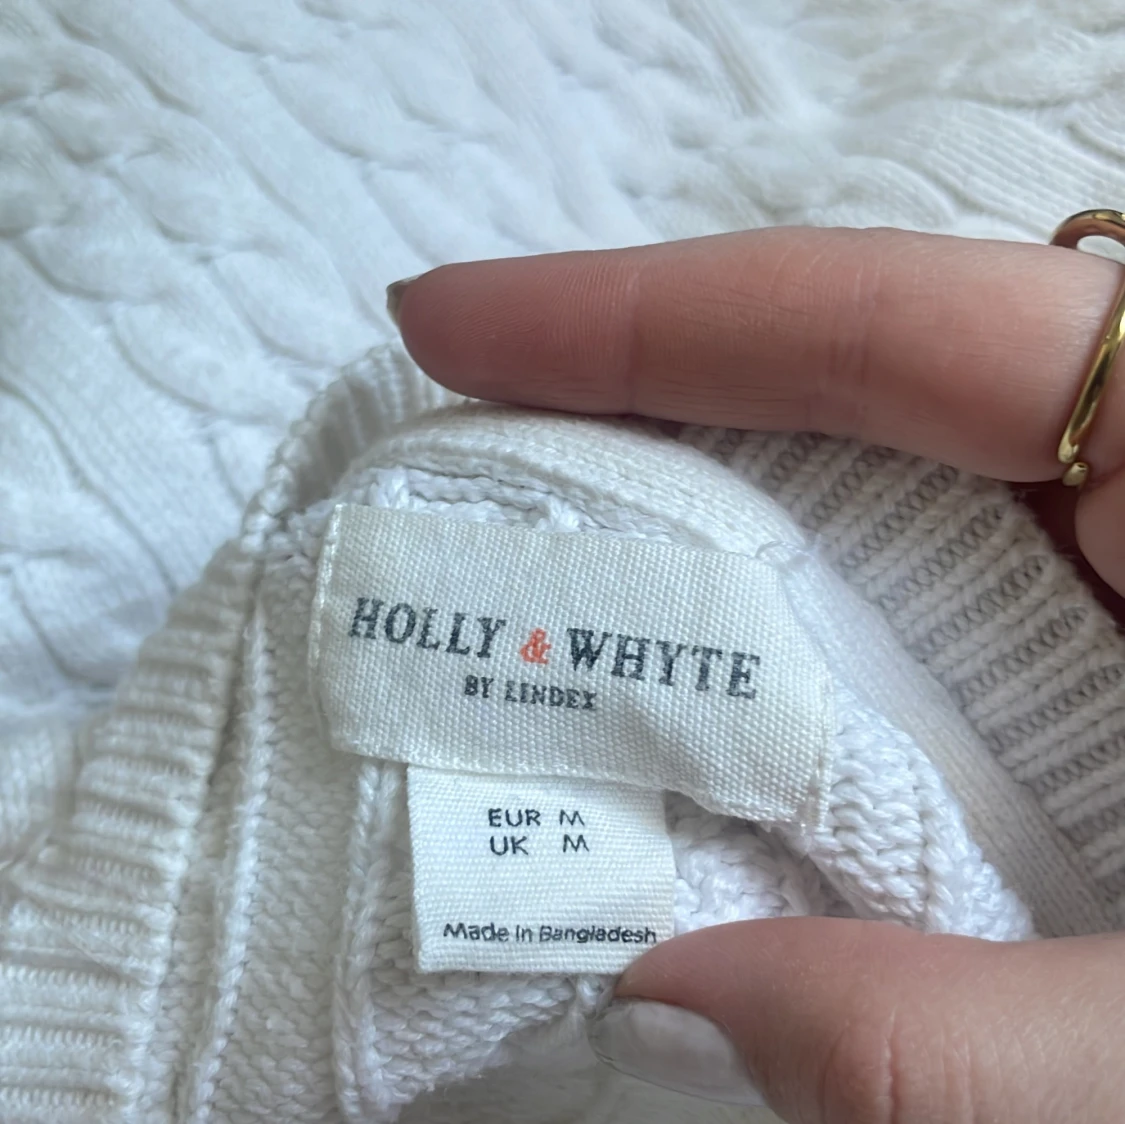 HOLLY & WHYTE
BY LINDEX
EUR M
UK M
Made in Bangladesh